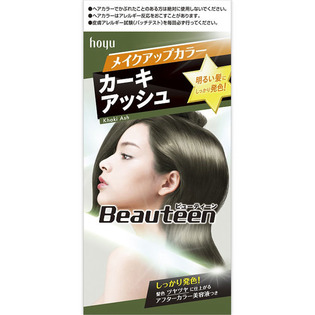 ●ヘアカラーでかぶれたことのある方は絶対に使用しないでください。
●ヘアカラーはアレルギー反応をおこすことがあります。
●皮膚アレルギー試験(パッチテスト)を毎回必ず行ってください。
hoyu
メイクアップカラー
カーキ
アッシュ
Khaki Ash
明るい髪に
しっかり発色!
ビューティーン
Beauteen
しっかり発色!
髪色 ツヤツヤ に仕上がる
アフターカラー美容液つき